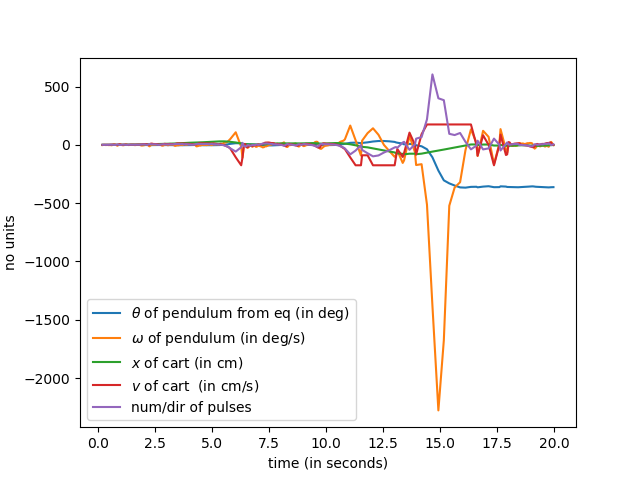 500
0
−500
−1000
−1500
−2000
no units
θ of pendulum from eq (in deg)
ω of pendulum (in deg/s)
x of cart (in cm)
v of cart  (in cm/s)
num/dir of pulses
0.0 2.5 5.0 7.5 10.0 12.5 15.0 17.5 20.0
time (in seconds)